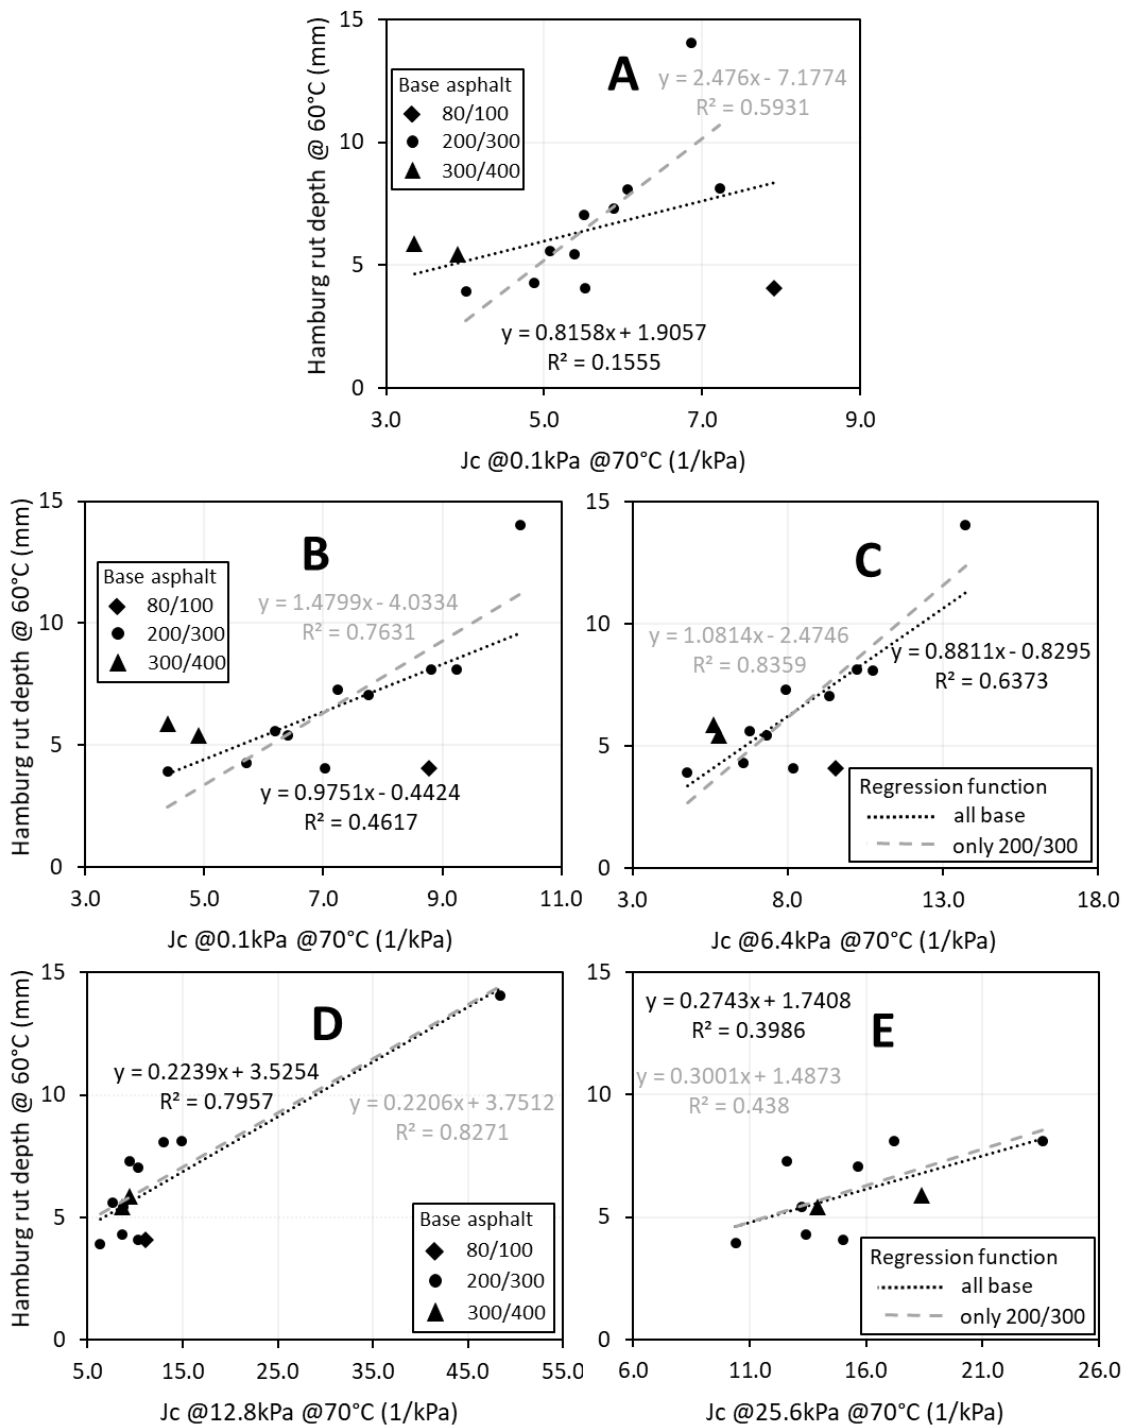 15
10
5
0
Hamburg rut depth @ 60°C (mm)
Base asphalt
80/100
200/300
300/400
A
y = 2.476x - 7.1774
R² = 0.5931
y = 0.8158x + 1.9057
R² = 0.1555
3.0 5.0 7.0 9.0
Jc @0.1kPa @70°C (1/kPa)
15
10
5
0
Hamburg rut depth @ 60°C (mm)
B
Base asphalt
80/100
200/300
300/400
y = 1.4799x - 4.0334
R² = 0.7631
y = 0.9751x - 0.4424
R² = 0.4617
3.0 5.0 7.0 9.0 11.0
Jc @0.1kPa @70°C (1/kPa)
15
10
5
0
C
y = 1.0814x - 2.4746
R² = 0.8359
y = 0.8811x - 0.8295
R² = 0.6373
Regression function
all base
only 200/300
3.0 8.0 13.0 18.0
Jc @6.4kPa @70°C (1/kPa)
15
10
5
0
Hamburg rut depth @ 60°C (mm)
D
y = 0.2239x + 3.5254
R² = 0.7957
y = 0.2206x + 3.7512
R² = 0.8271
Base asphalt
80/100
200/300
300/400
5.0 15.0 25.0 35.0 45.0 55.0
Jc @12.8kPa @70°C (1/kPa)
15
10
5
0
y = 0.2743x + 1.7408
R² = 0.3986
E
y = 0.3001x + 1.4873
R² = 0.438
Regression function
all base
only 200/300
6.0 11.0 16.0 21.0 26.0
Jc @25.6kPa @70°C (1/kPa)